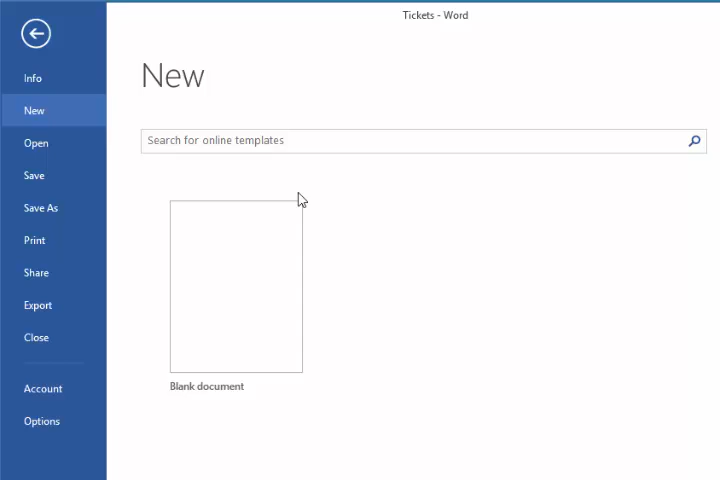 Tickets - Word
Info
New
Open
Save
Save As
Print
Share
Export
Close
Account
Options
New
Search for online templates
Blank document